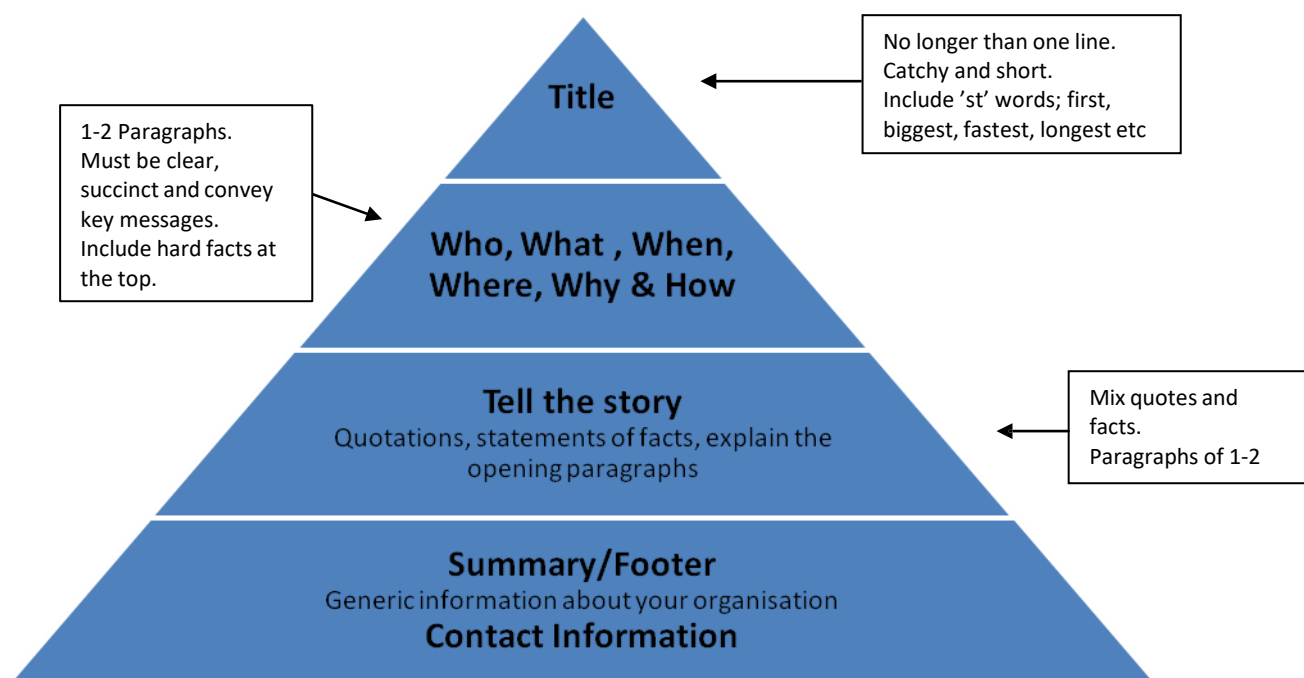 No longer than one line.
Catchy and short.
Include ’st’ words; first,
biggest, fastest, longest etc
Title
1-2 Paragraphs.
Must be clear,
succinct and convey
key messages.
Include hard facts at
the top.
Who, What , When,
Where, Why & How
Tell the story
Quotations, statements of facts, explain the
opening paragraphs
Mix quotes and
facts.
Paragraphs of 1-2
Summary/Footer
Generic information about your organisation
Contact Information